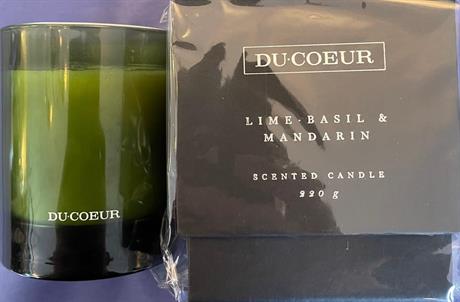 DU·COEUR
DU·COEUR
LIME·BASIL &
MANDARIN
SCENTED CANDLE
220 g